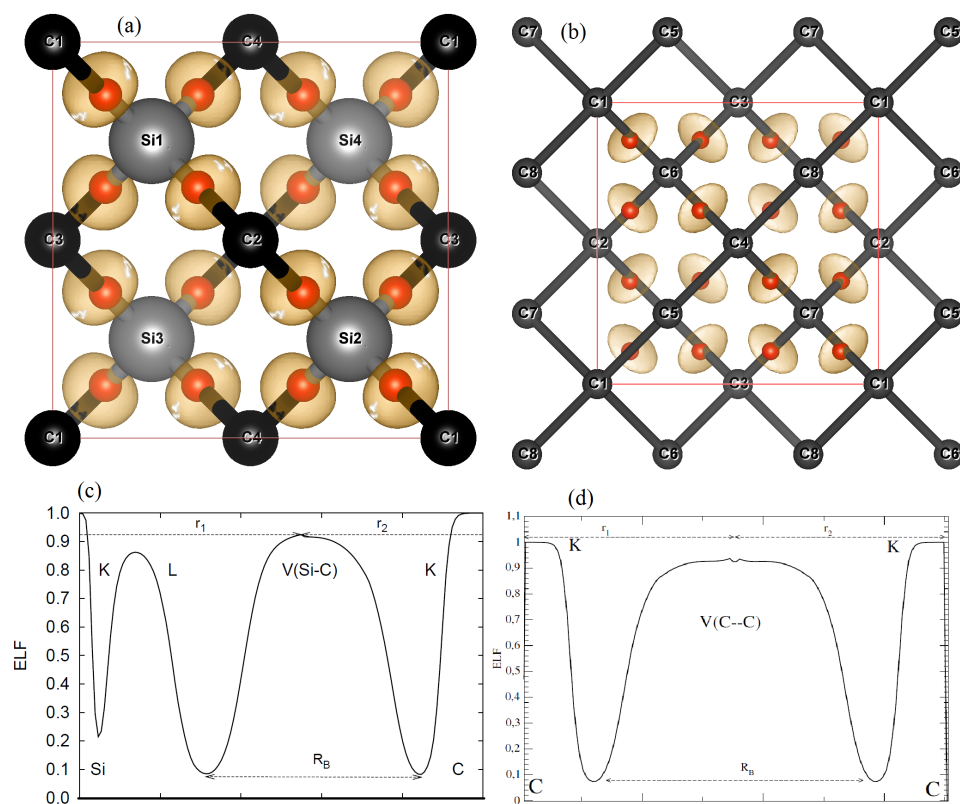 (a)
C1 C4 C1
Si1 Si4
C3 C2 C3
Si3 Si2
C1 C4 C1
(b)
C7 C5 C7 C5
C1 C3 C1
C8 C6 C8 C6
C2 C4 C2
C7 C5 C7 C5
C1 C3 C1
C8 C6 C8 C6
(c)
1.0
0.9
0.8
0.7
0.6
0.5
0.4
0.3
0.2
0.1
0.0
ELF
r1 r2
K L V(Si-C) K
RB
Si C
(d)
1.1
1
0.9
0.8
0.7
0.6
0.5
0.4
0.3
0.2
0.1
0
ELF
r1 r2
K K
V(C--C)
RB
C C